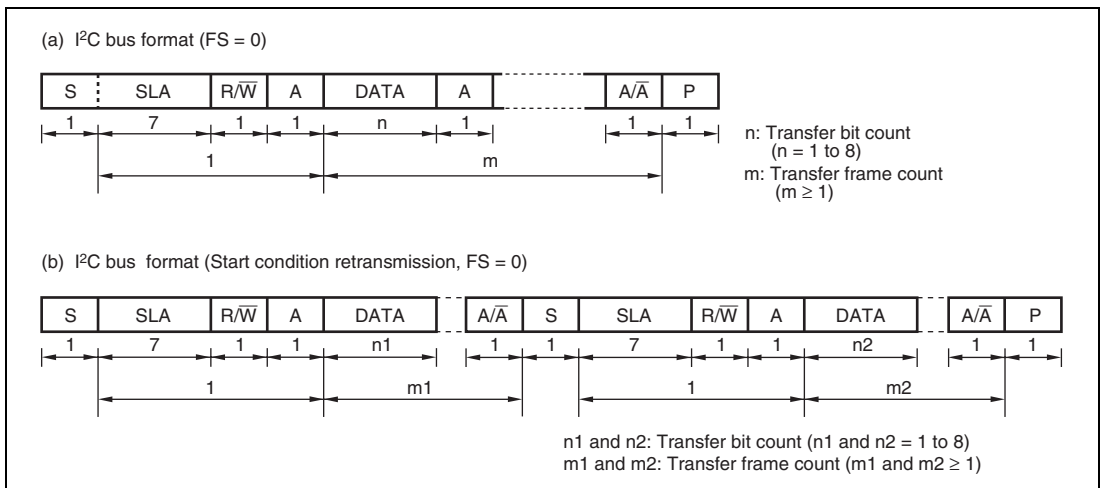 (a) I²C bus format (FS = 0)
S SLA R/W̅ A DATA A A/A̅ P
1 7 1 1 n 1 1 1
1 m
n: Transfer bit count
(n = 1 to 8)
m: Transfer frame count
(m ≥ 1)
(b) I²C bus format (Start condition retransmission, FS = 0)
S SLA R/W̅ A DATA A/A̅ S SLA R/W̅ A DATA A/A̅ P
1 7 1 1 n1 1 1 7 1 1 n2 1 1
1 m1 1 m2
n1 and n2: Transfer bit count (n1 and n2 = 1 to 8)
m1 and m2: Transfer frame count (m1 and m2 ≥ 1)